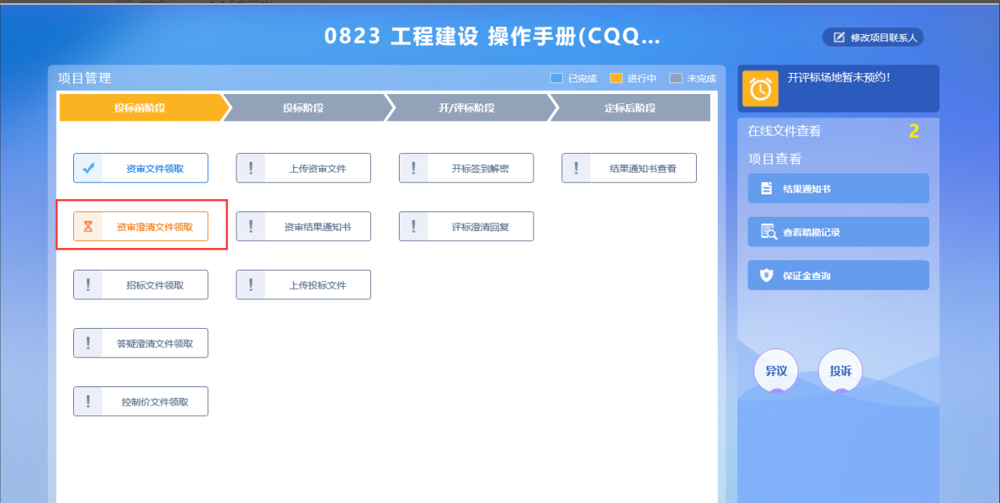 0823 工程建设 操作手册(CQQ...
修改项目联系人
项目管理
已完成 进行中 未完成
投标前阶段 投标阶段 开/评标阶段 定标后阶段
资审文件领取 上传资审文件 开标签到解密 结果通知书查看
资审澄清文件领取 资审结果通知书 评标澄清回复
招标文件领取 上传投标文件
答疑澄清文件领取
控制价文件领取
开评标场地暂未预约!
在线文件查看 2
项目查看
结果通知书
查看踏勘记录
保证金查询
异议 投诉